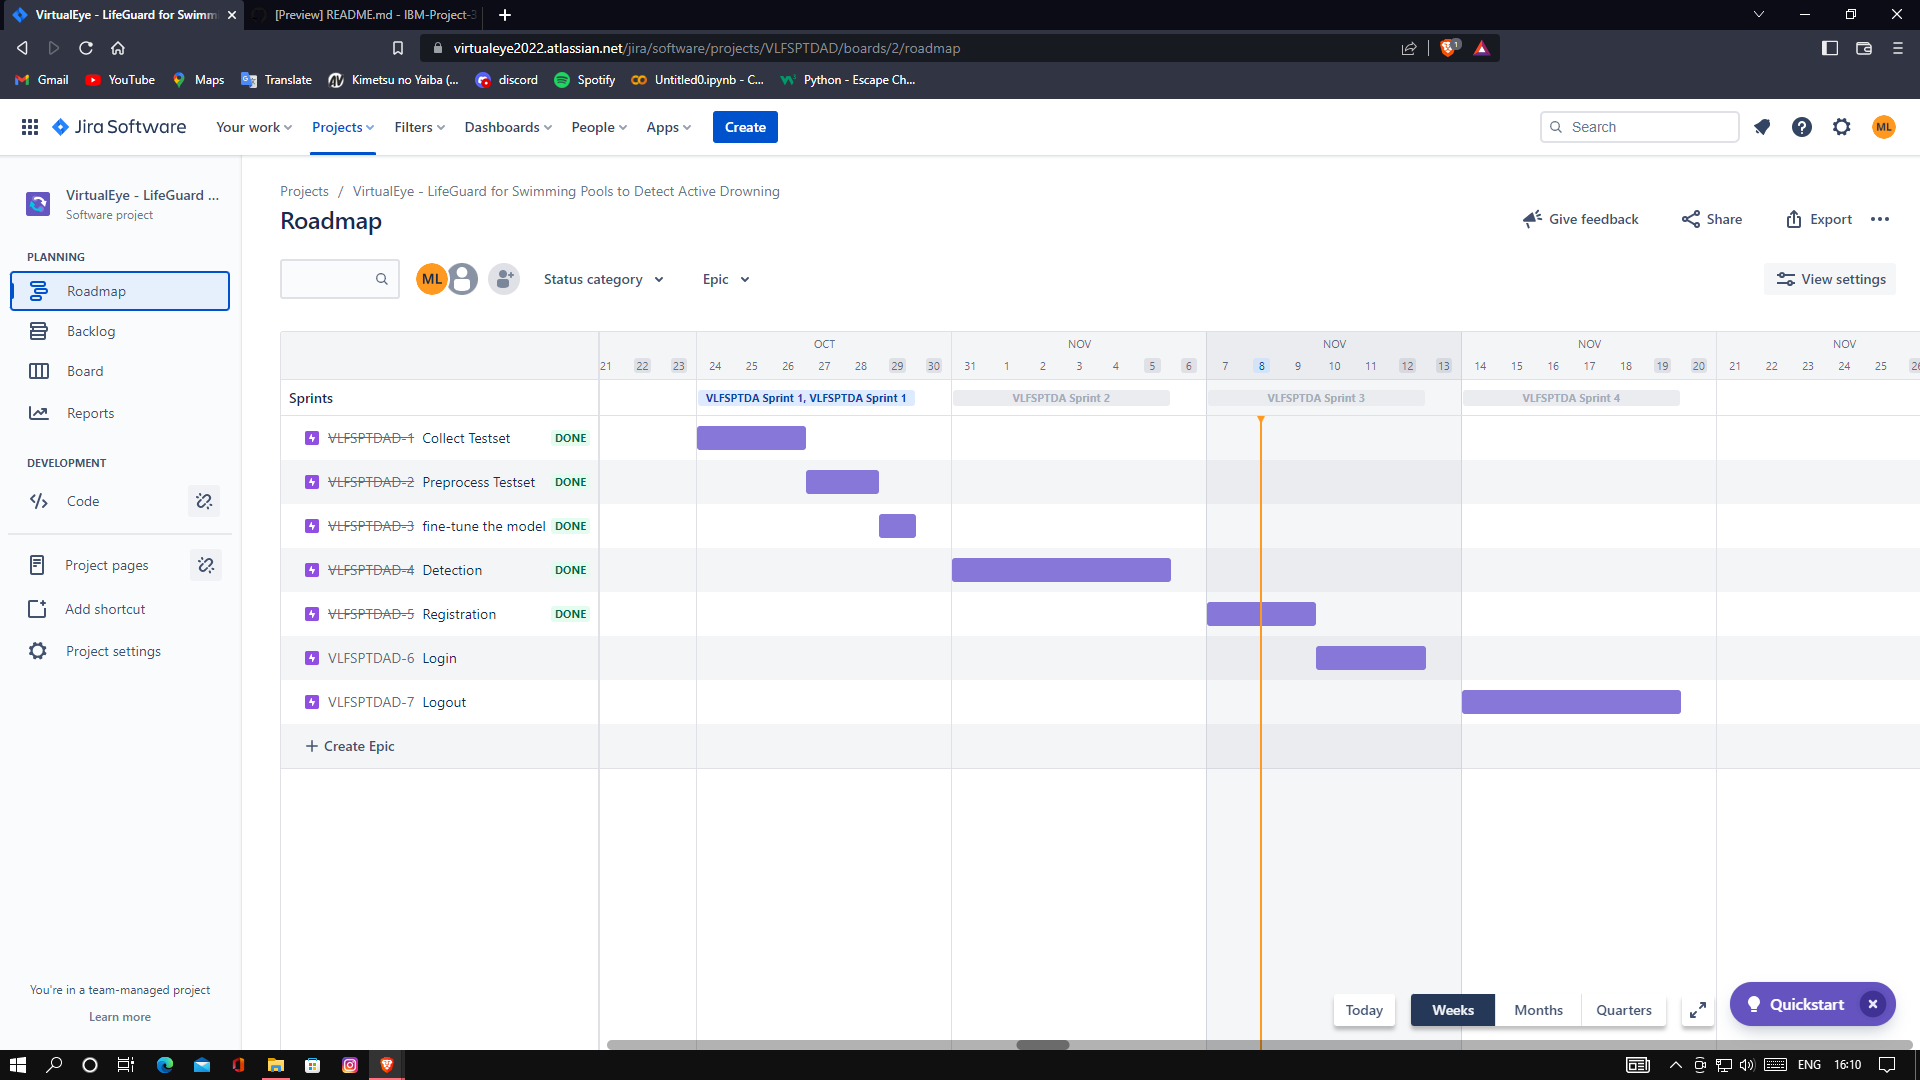 VirtualEye - LifeGuard for Swimm
[Preview] README.md - IBM-Project-3
virtualeye2022.atlassian.net/jira/software/projects/VLFSPTDAD/boards/2/roadmap
1
Gmail YouTube Maps Translate Kimetsu no Yaiba (... discord Spotify Untitled0.ipynb - C... Python - Escape Ch...
Jira Software Your work Projects Filters Dashboards People Apps Create Search ML
VirtualEye - LifeGuard ...
Software project
PLANNING
Roadmap
Backlog
Board
Reports
DEVELOPMENT
Code
Project pages
Add shortcut
Project settings
You're in a team-managed project
Learn more
Projects / VirtualEye - LifeGuard for Swimming Pools to Detect Active Drowning
Roadmap
Give feedback Share Export
ML Status category Epic View settings
OCT NOV NOV NOV NOV
21 22 23 24 25 26 27 28 29 30 31 1 2 3 4 5 6 7 8 9 10 11 12 13 14 15 16 17 18 19 20 21 22 23 24 25 26
Sprints VLFSPTDA Sprint 1, VLFSPTDA Sprint 1 VLFSPTDA Sprint 2 VLFSPTDA Sprint 3 VLFSPTDA Sprint 4
VLFSPTDAD-1 Collect Testset DONE
VLFSPTDAD-2 Preprocess Testset DONE
VLFSPTDAD-3 fine-tune the model DONE
VLFSPTDAD-4 Detection DONE
VLFSPTDAD-5 Registration DONE
VLFSPTDAD-6 Login
VLFSPTDAD-7 Logout
+ Create Epic
Today Weeks Months Quarters Quickstart
ENG 16:10